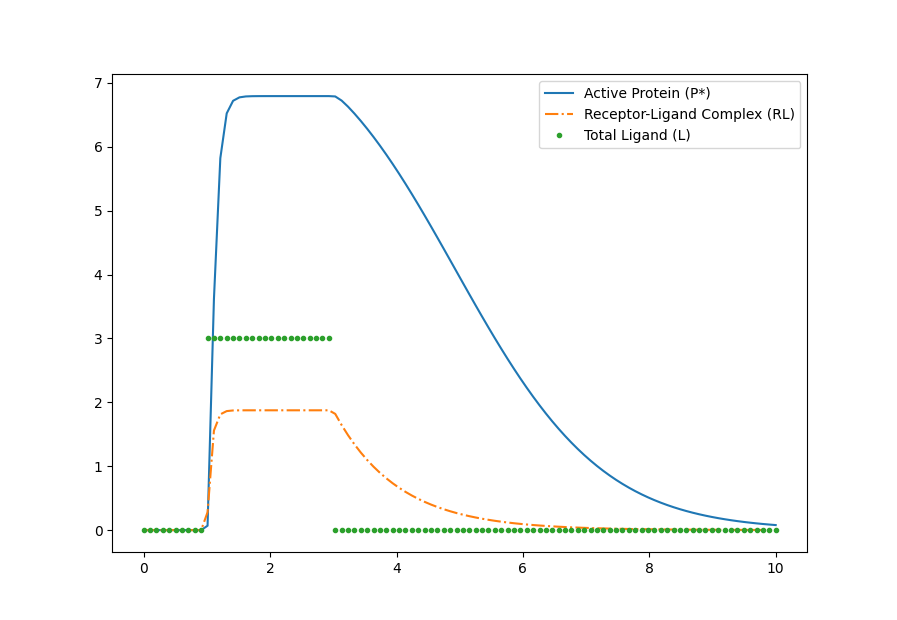 7
6
5
4
3
2
1
0
0 2 4 6 8 10
Active Protein (P*)
Receptor-Ligand Complex (RL)
Total Ligand (L)